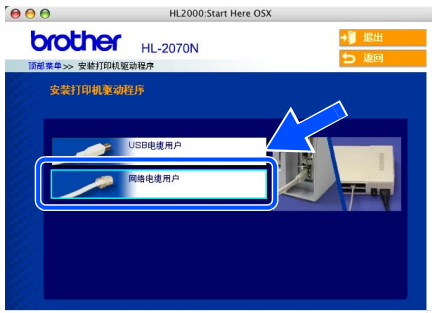 HL2000:Start Here OSX
brother HL-2070N
退出
返回
顶部菜单>> 安装打印机驱动程序
安装打印机驱动程序
USB电缆用户
网络电缆用户